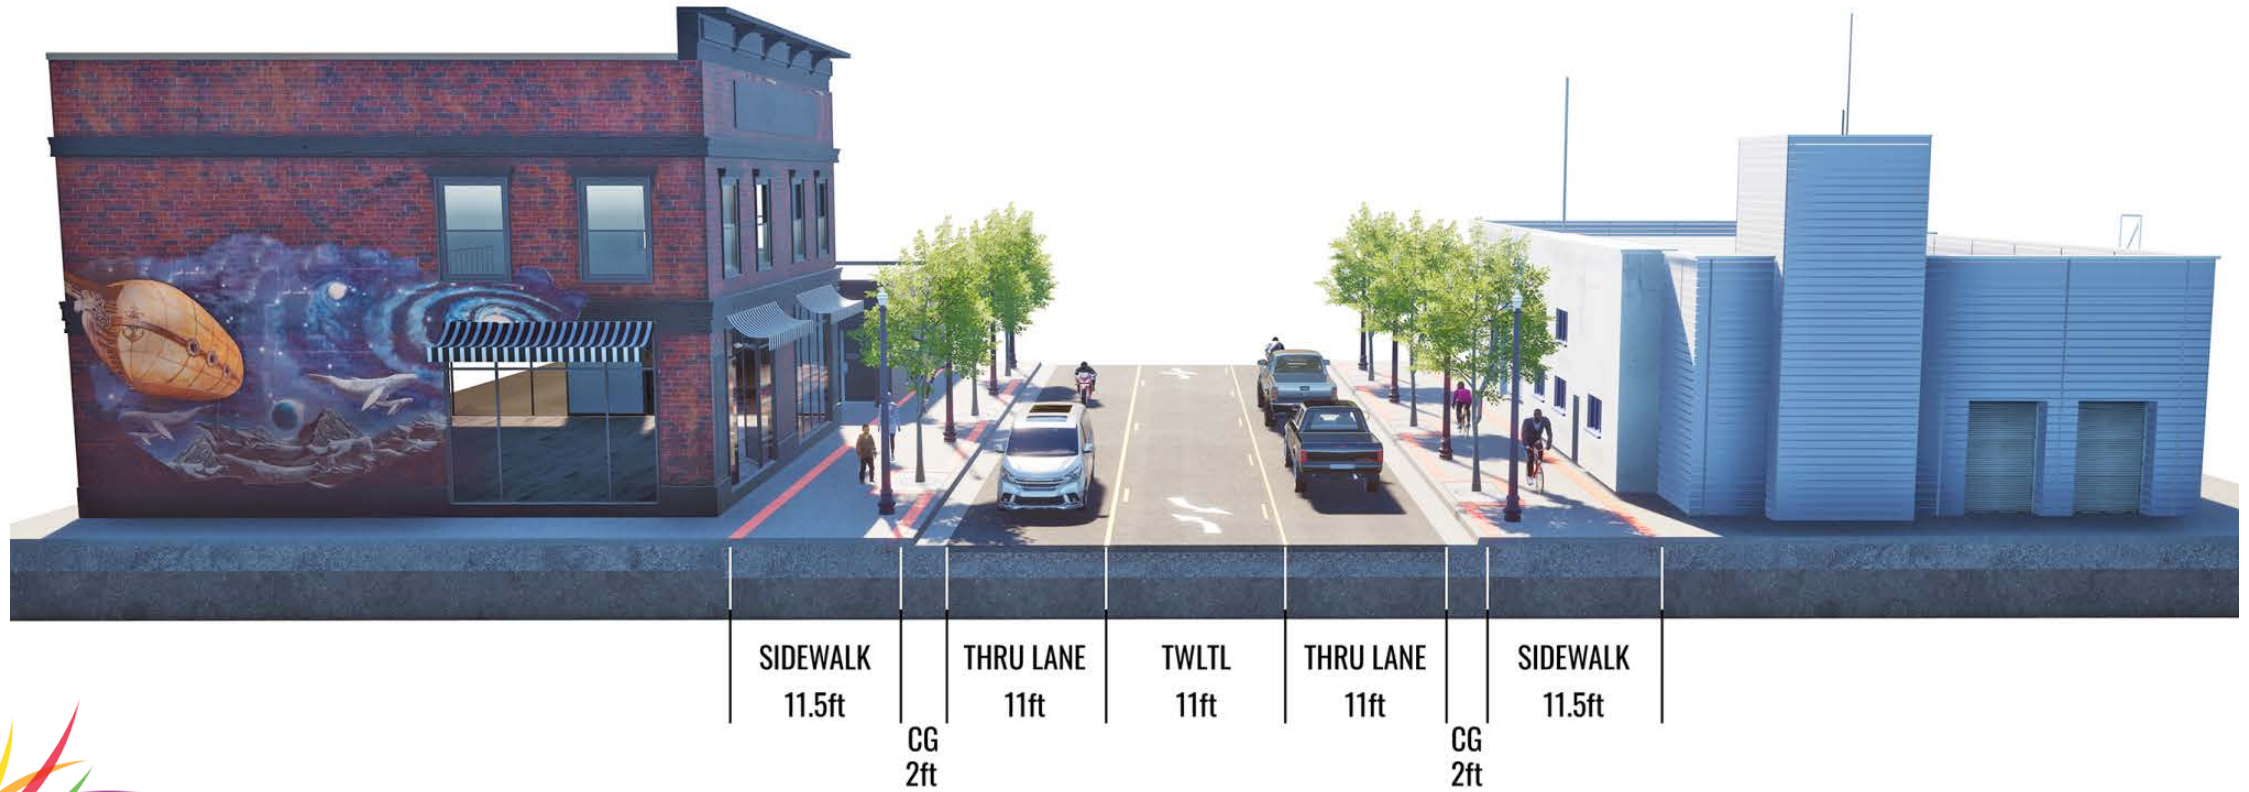 SIDEWALK
11.5ft
CG
2ft
THRU LANE
11ft
TWLTL
11ft
THRU LANE
11ft
CG
2ft
SIDEWALK
11.5ft